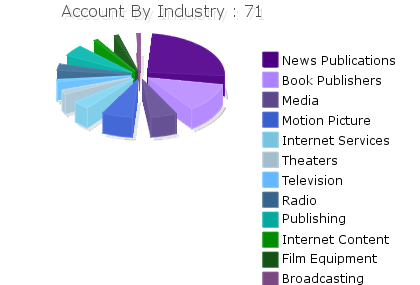 Account By Industry : 71
News Publications
Book Publishers
Media
Motion Picture
Internet Services
Theaters
Television
Radio
Publishing
Internet Content
Film Equipment
Broadcasting